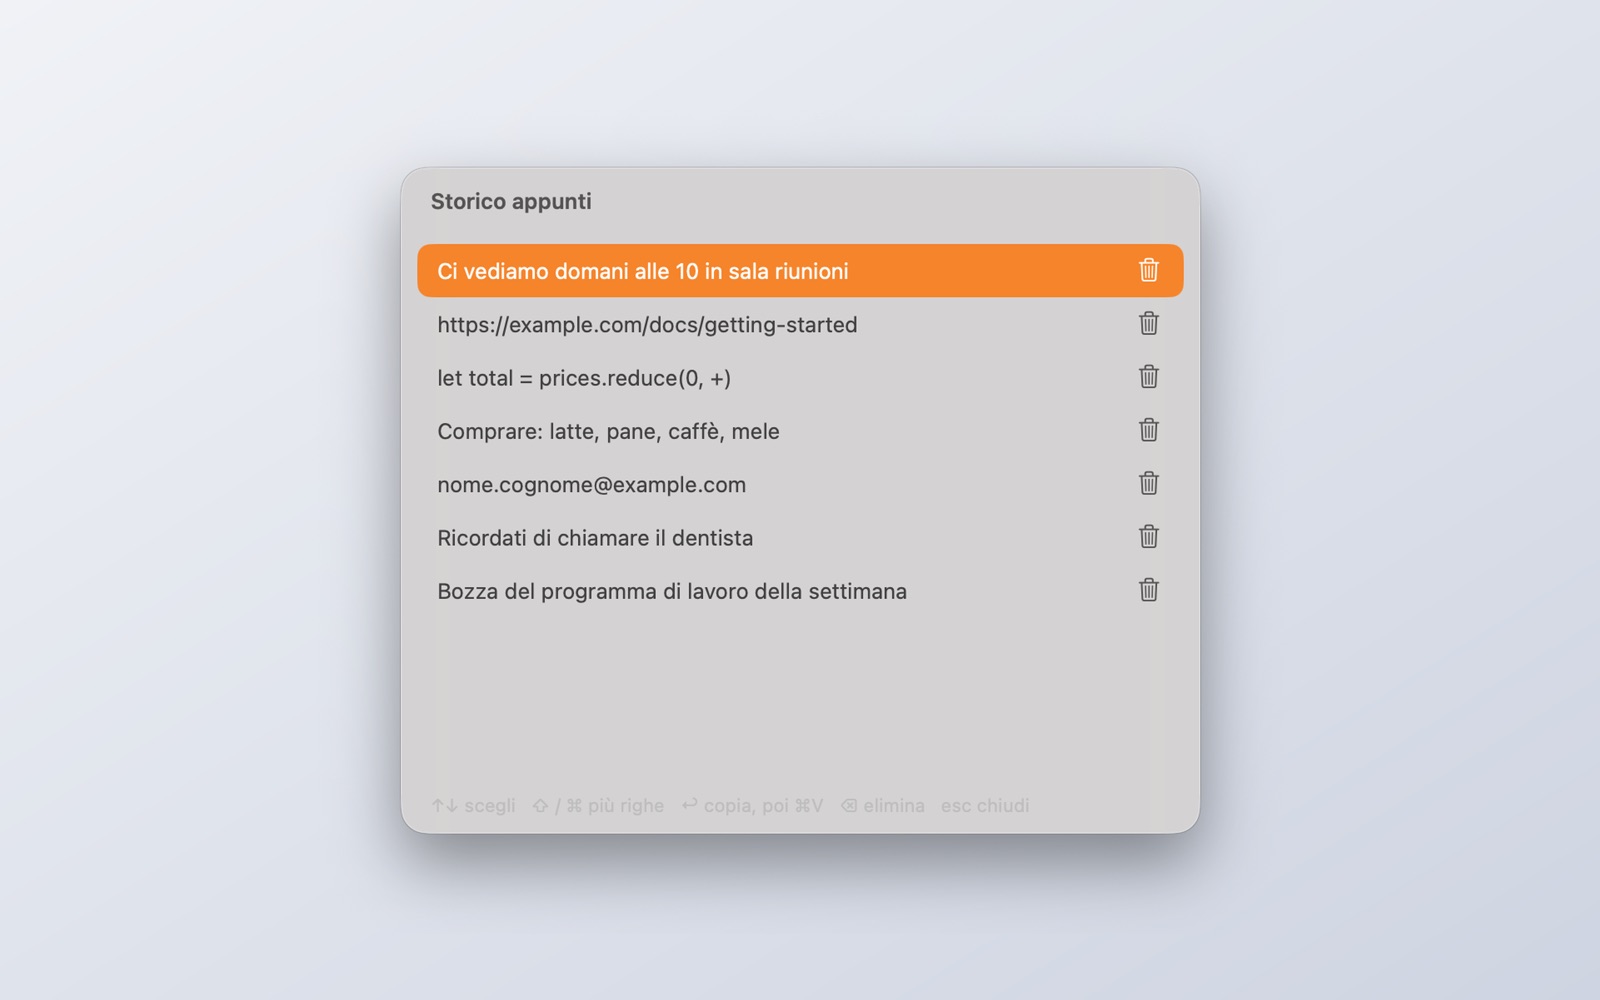 Storico appunti
Ci vediamo domani alle 10 in sala riunioni
https://example.com/docs/getting-started
let total = prices.reduce(0, +)
Comprare: latte, pane, caffè, mele
nome.cognome@example.com
Ricordati di chiamare il dentista
Bozza del programma di lavoro della settimana
↑↓ scegli ⇧ / ⌘ più righe ↩ copia, poi ⌘V ⌫ elimina esc chiudi